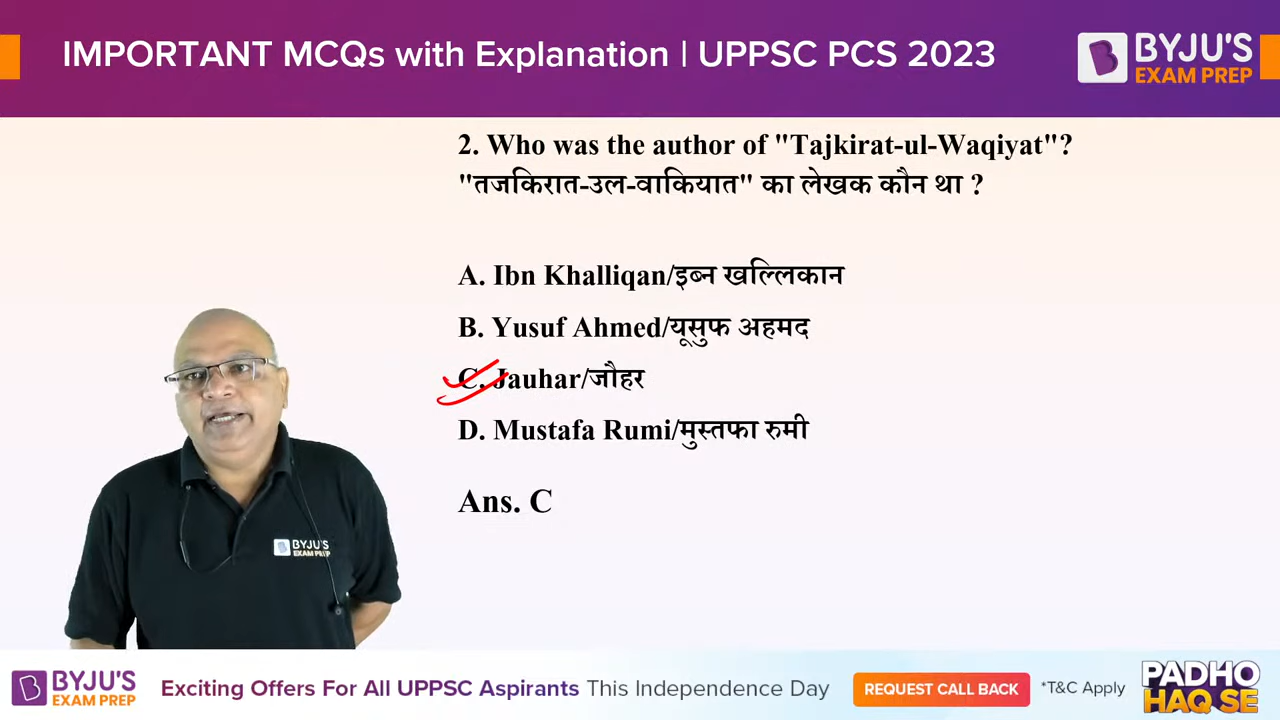 IMPORTANT MCQs with Explanation | UPPSC PCS 2023
BYJU'S
EXAM PREP
2. Who was the author of "Tajkirat-ul-Waqiyat"?
"तजकिरात-उल-वाकियात" का लेखक कौन था ?
A. Ibn Khalliqan/इब्न खल्लिकान
B. Yusuf Ahmed/यूसुफ अहमद
C. Jauhar/जौहर
D. Mustafa Rumi/मुस्तफा रुमी
Ans. C
BYJU'S
EXAM PREP
BYJU'S
EXAM PREP
Exciting Offers For All UPPSC Aspirants This Independence Day
REQUEST CALL BACK
*T&C Apply
PADHO
HAQ SE